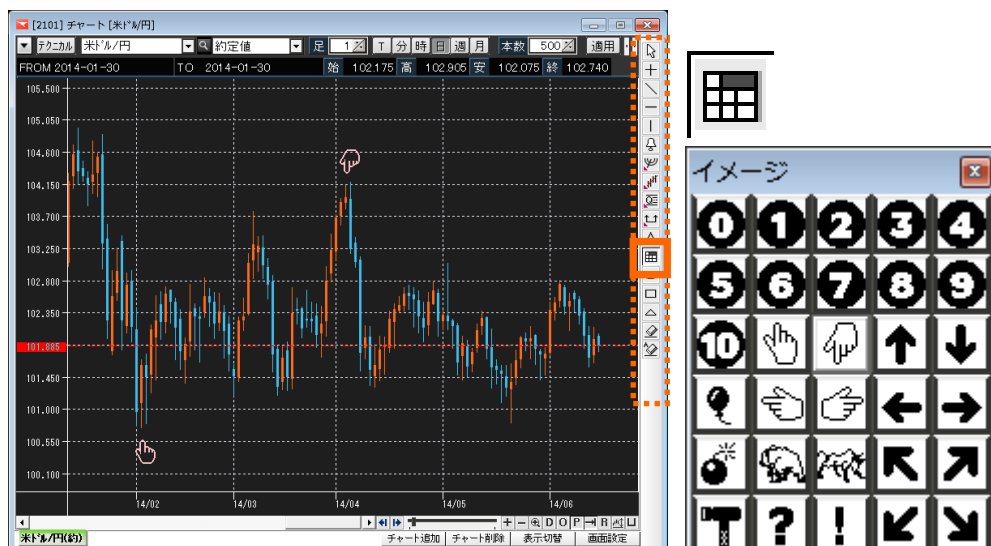 [2101] チャート [米ドル/円]
テクニカル 米ドル/円 約定値 足 1 T 分 時 日 週 月 本数 500 適用
FROM 2014-01-30 TO 2014-01-30 始 102.175 高 102.905 安 102.075 終 102.740
105.500
105.050
104.600
104.150
103.700
103.250
102.800
102.350
101.805
101.450
101.000
100.550
100.100
14/02 14/03 14/04 14/05 14/06
D O P R
米ドル/円(約) チャート追加 チャート削除 表示切替 画面設定
イメージ
0 1 2 3 4
5 6 7 8 9
10
? !